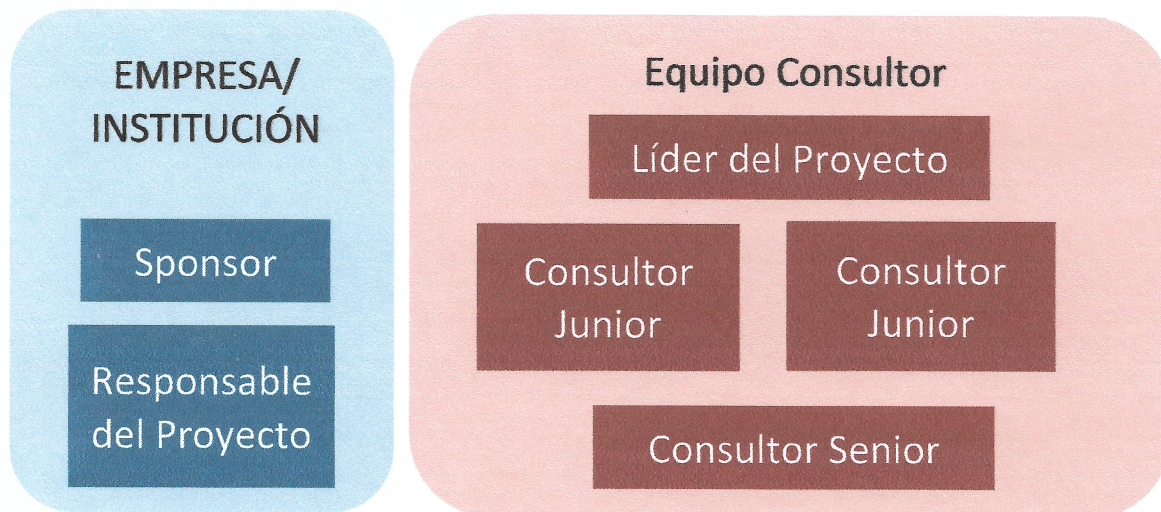 EMPRESA/
INSTITUCIÓN
Sponsor
Responsable
del Proyecto
Equipo Consultor
Líder del Proyecto
Consultor
Junior
Consultor
Junior
Consultor Senior